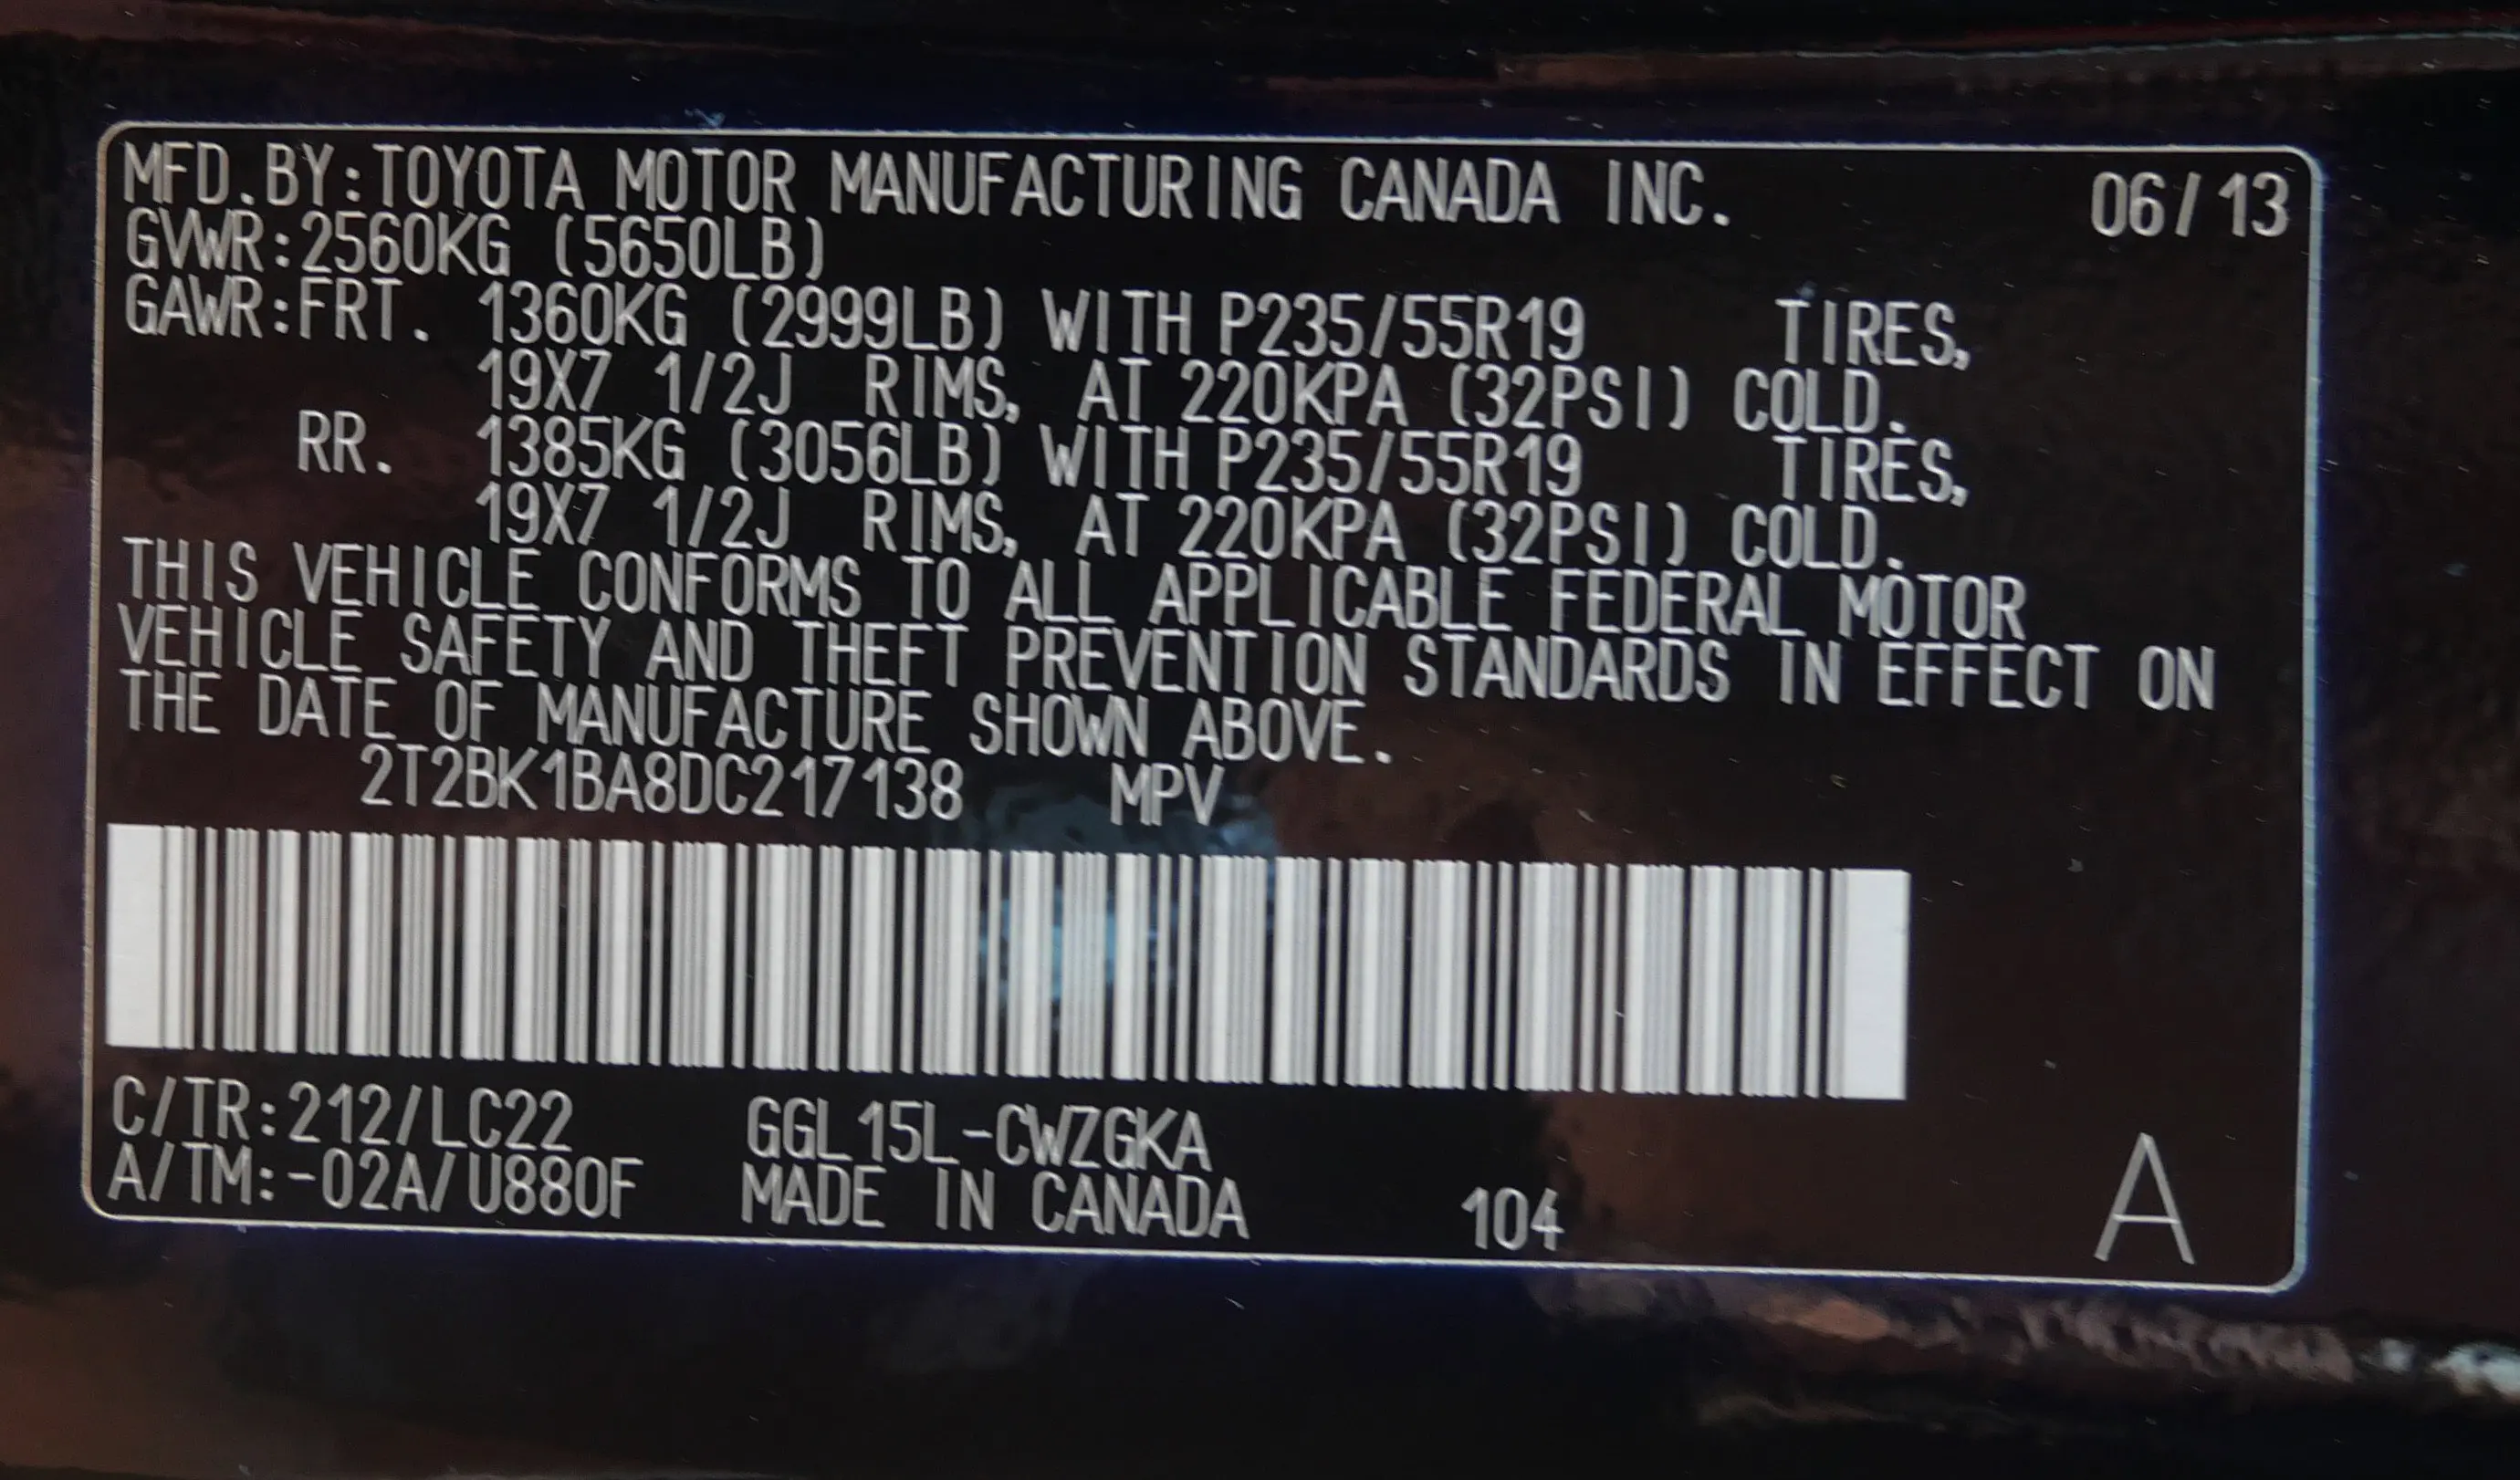 MFD.BY:TOYOTA MOTOR MANUFACTURING CANADA INC. 06/13
GVWR:2560KG (5650LB)
GAWR:FRT. 1360KG (2999LB) WITH P235/55R19 TIRES,
19X7 1/2J RIMS, AT 220KPA (32PSI) COLD.
RR. 1385KG (3056LB) WITH P235/55R19 TIRES,
19X7 1/2J RIMS, AT 220KPA (32PSI) COLD.
THIS VEHICLE CONFORMS TO ALL APPLICABLE FEDERAL MOTOR
VEHICLE SAFETY AND THEFT PREVENTION STANDARDS IN EFFECT ON
THE DATE OF MANUFACTURE SHOWN ABOVE.
2T2BK1BA8DC217138 MPV
C/TR:212/LC22 GGL15L-CWZGKA
A/TM:-02A/U880F MADE IN CANADA 104 A